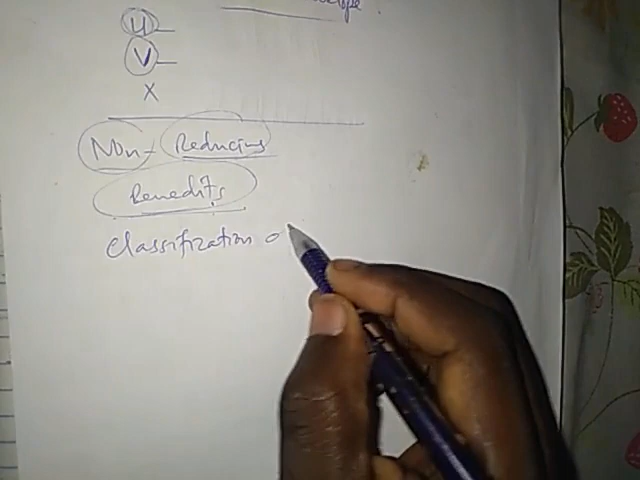 U
V
X
Non - Reducing
Benedits
Classification o